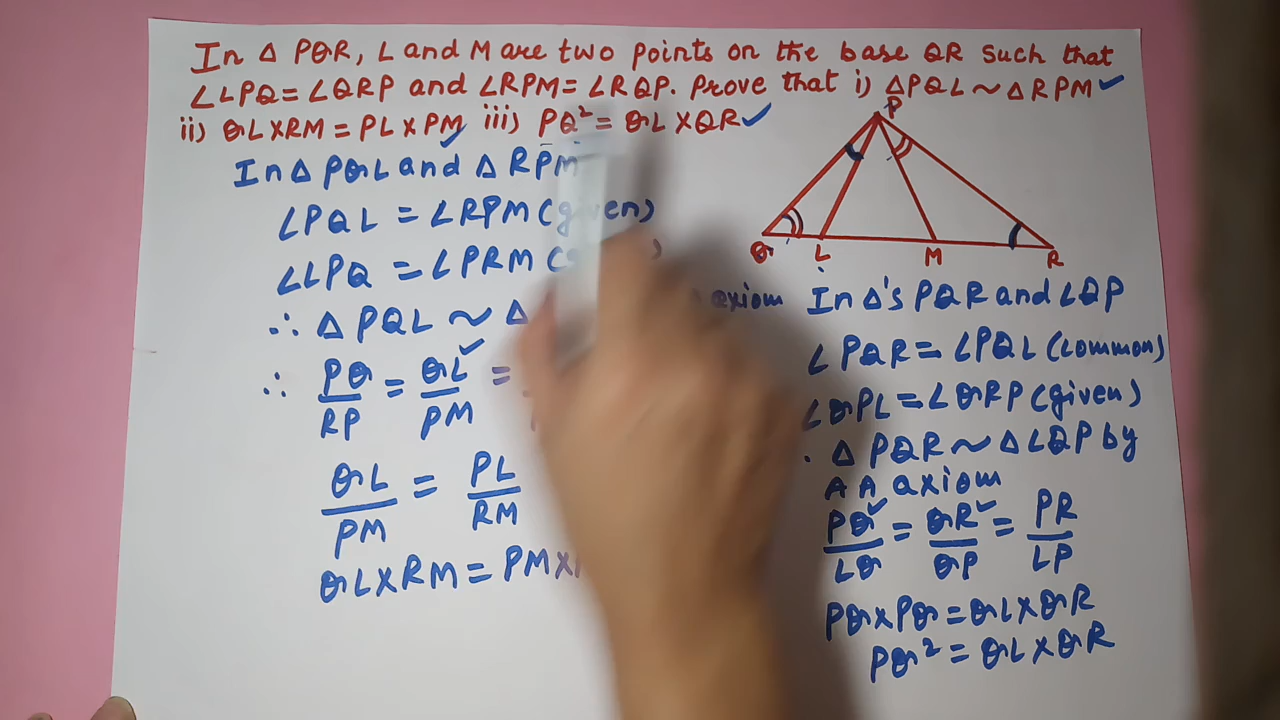 In Δ PQR, L and M are two points on the base QR such that
∠LPQ = ∠QRP and ∠RPM = ∠RQP. Prove that i) ΔPQL ~ ΔRPM ✓
ii) QL X RM = PL X PM ✓ iii) PQ² = QL X QR ✓
P
Q L M R
In Δ PQL and Δ RPM
∠PQL = ∠RPM (given)
∠LPQ = ∠PRM (
∴ Δ PQL ~ Δ axiom
∴ PQ/RP = QL/PM ✓ =
QL/PM = PL/RM
QL X RM = PM X
In Δ's PQR and LQP
∠PQR = ∠PQL (common)
∠QPL = ∠QRP (given)
Δ PQR ~ ΔLQP by
AA axiom
PQ/LQ ✓ = QR/QP ✓ = PR/LP
PQ X PQ = QL X QR
PQ² = QL X QR